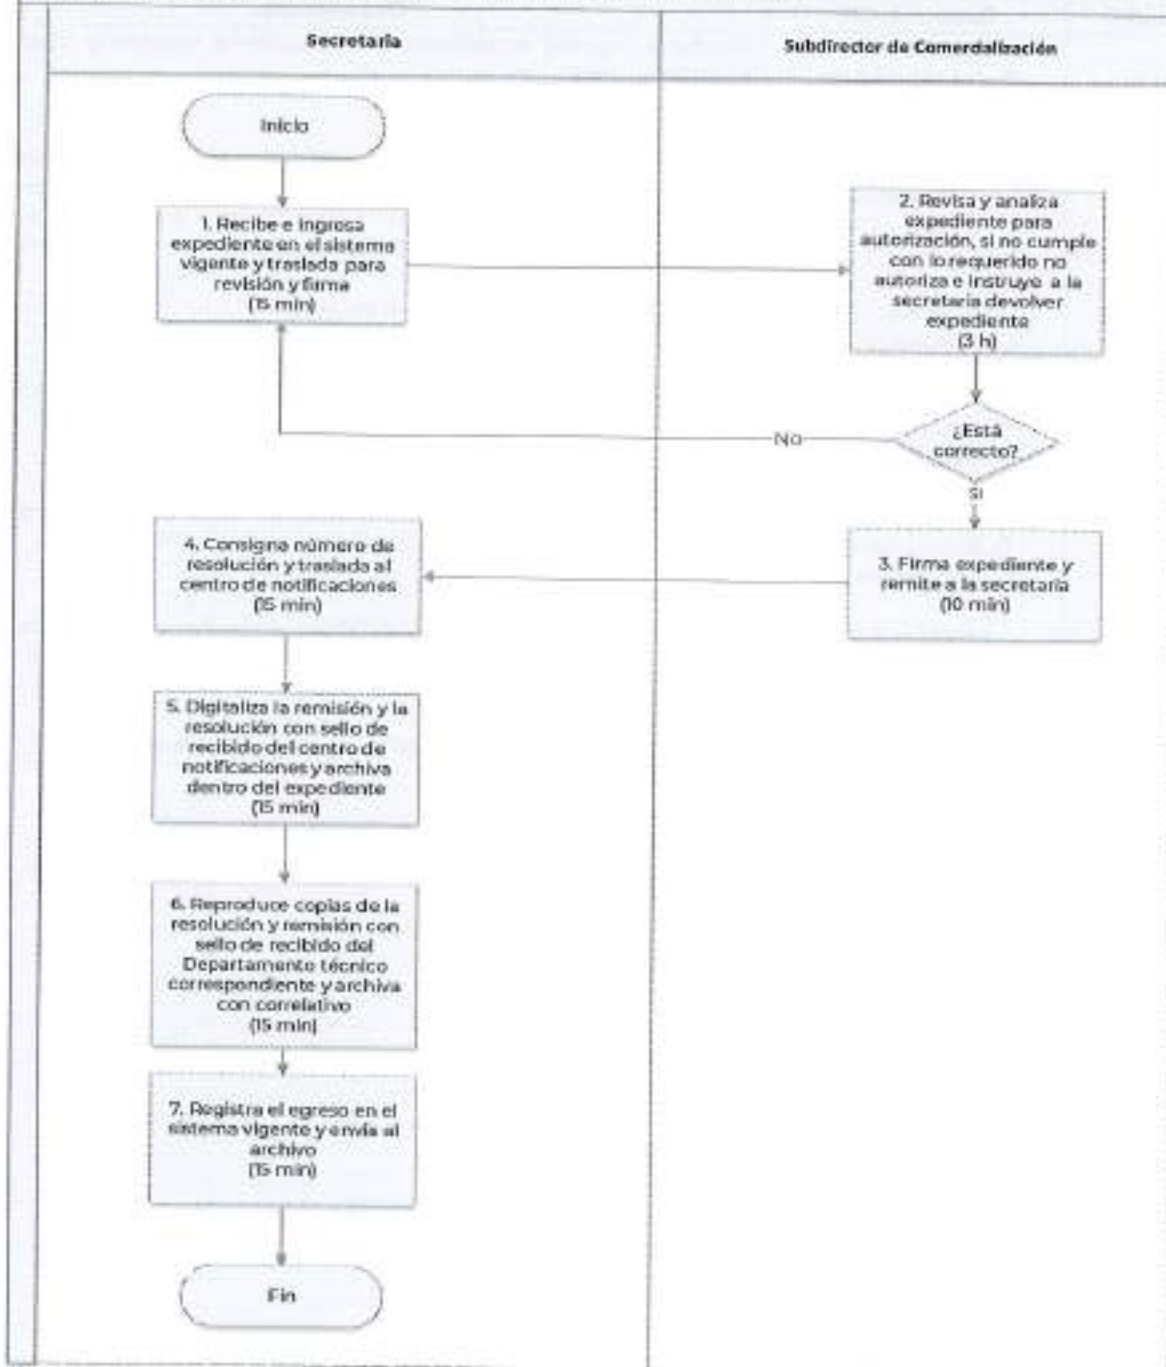 Secretaria
Subdirector de Comercialización
Inicio
1. Recibe e ingresa
expediente en el sistema
vigente y traslada para
revisión y firma
(15 min)
2. Revisa y analiza
expediente para
autorización, si no cumple
con lo requerido no
autoriza e instruye a la
secretaria devolver
expediente
(3 h)
¿Está
correcto?
No
Si
3. Firma expediente y
remite a la secretaria
(10 min)
4. Consigna número de
resolución y traslada al
centro de notificaciones
(15 min)
5. Digitaliza la remisión y la
resolución con sello de
recibido del centro de
notificaciones y archiva
dentro del expediente
(15 min)
6. Reproduce copias de la
resolución y remisión con
sello de recibido del
Departamento técnico
correspondiente y archiva
con correlativo
(15 min)
7. Registra el egreso en el
sistema vigente y envía al
archivo
(15 min)
Fin